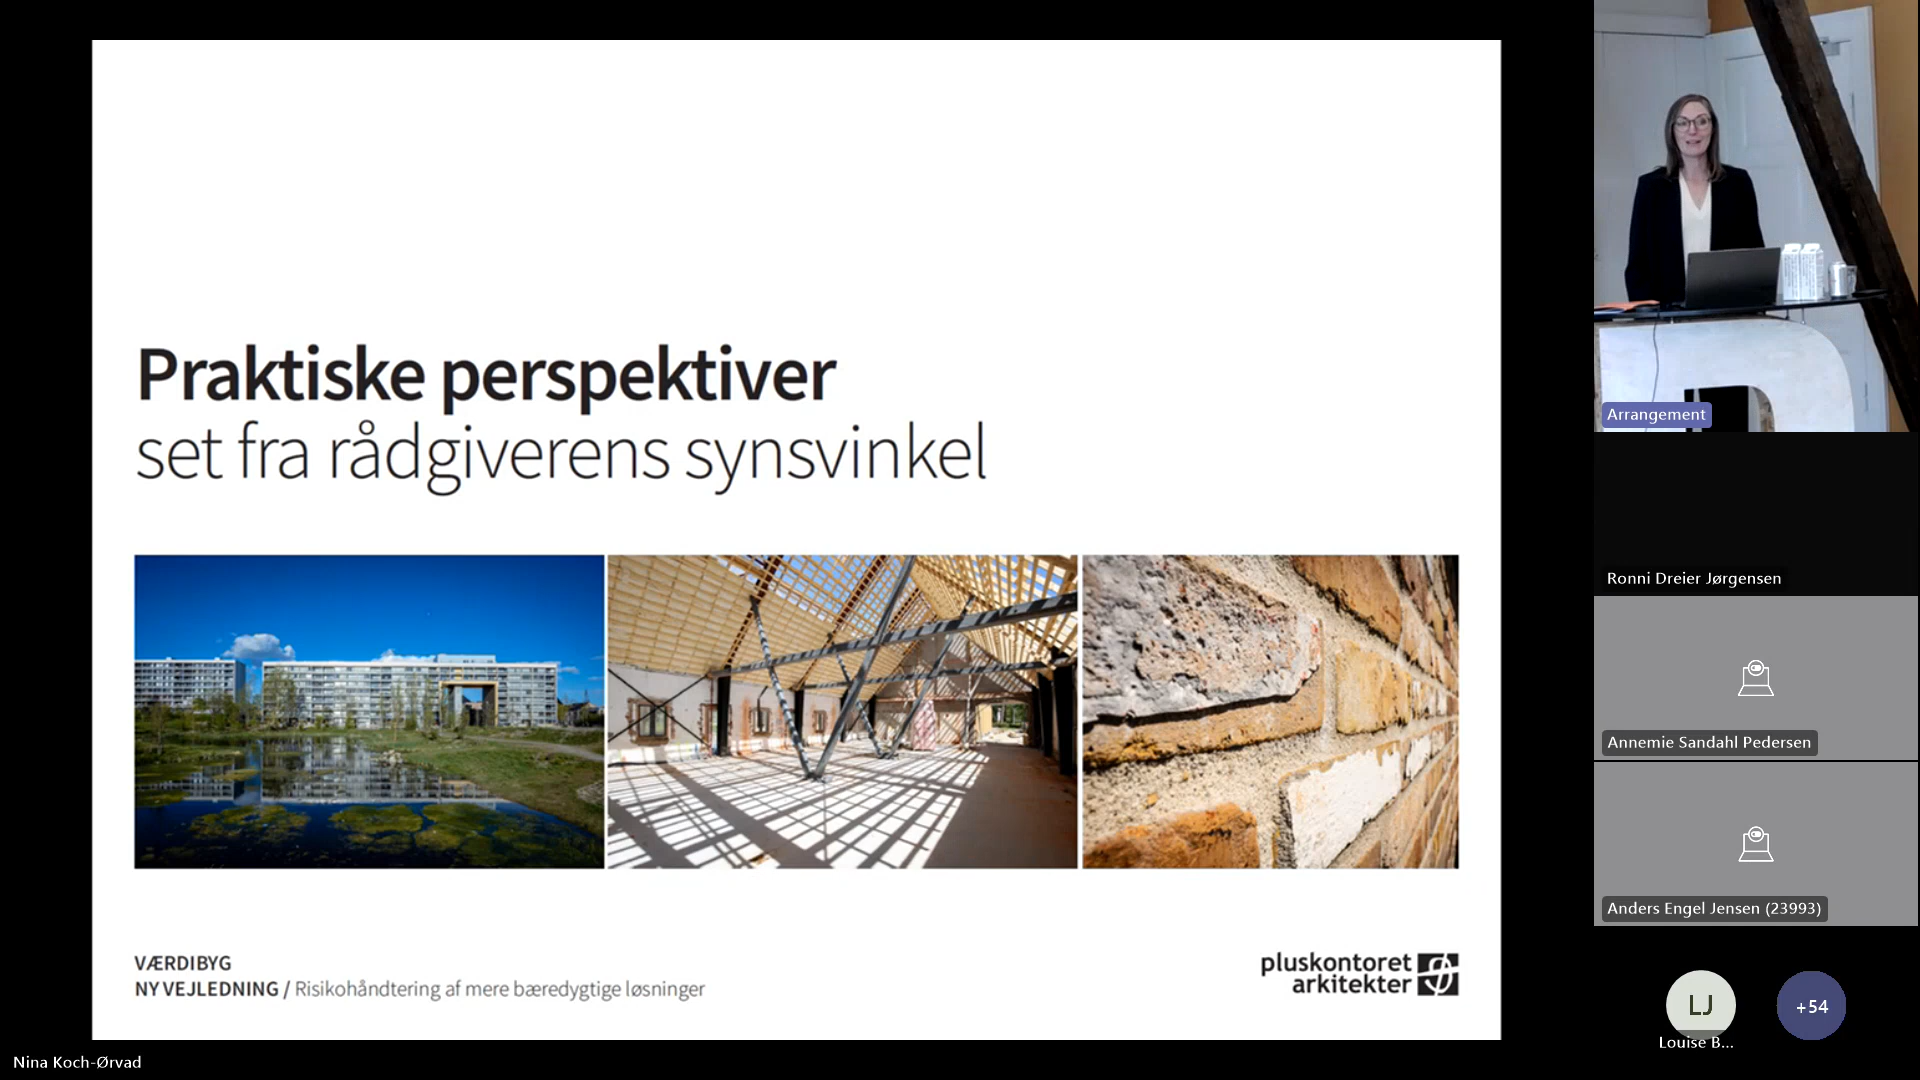 Praktiske perspektiver
set fra rådgiverens synsvinkel
VÆRDIBYG
NY VEJLEDNING / Risikohåndtering af mere bæredygtige løsninger
pluskontoret
arkitekter
Nina Koch-Ørvad
Arrangement
Ronni Dreier Jørgensen
Annemie Sandahl Pedersen
Anders Engel Jensen (23993)
LJ
+54
Louise B...